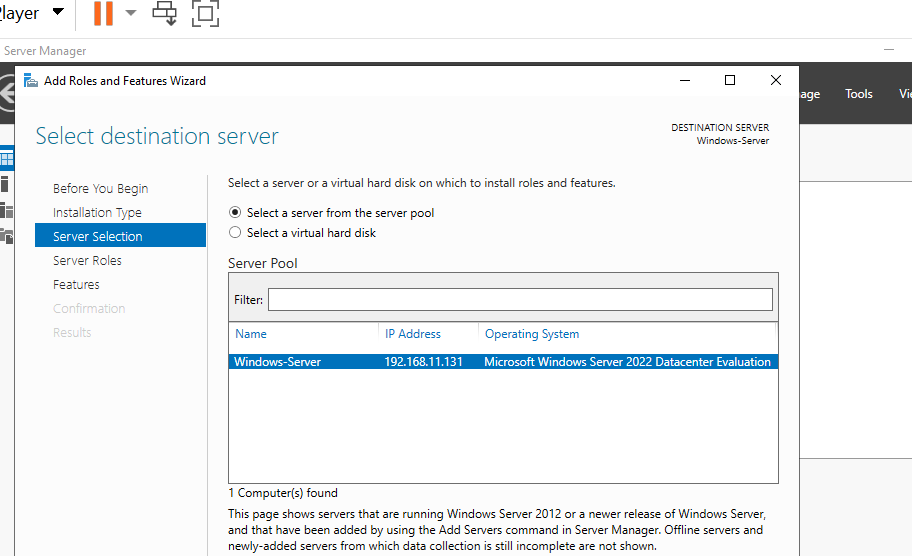 Player
Server Manager
Add Roles and Features Wizard
Tools
Select destination server
DESTINATION SERVER
Windows-Server
Before You Begin
Installation Type
Server Selection
Server Roles
Features
Confirmation
Results
Select a server or a virtual hard disk on which to install roles and features.
Select a server from the server pool
Select a virtual hard disk
Server Pool
Filter:
Name IP Address Operating System
Windows-Server 192.168.11.131 Microsoft Windows Server 2022 Datacenter Evaluation
1 Computer(s) found
This page shows servers that are running Windows Server 2012 or a newer release of Windows Server,
and that have been added by using the Add Servers command in Server Manager. Offline servers and
newly-added servers from which data collection is still incomplete are not shown.